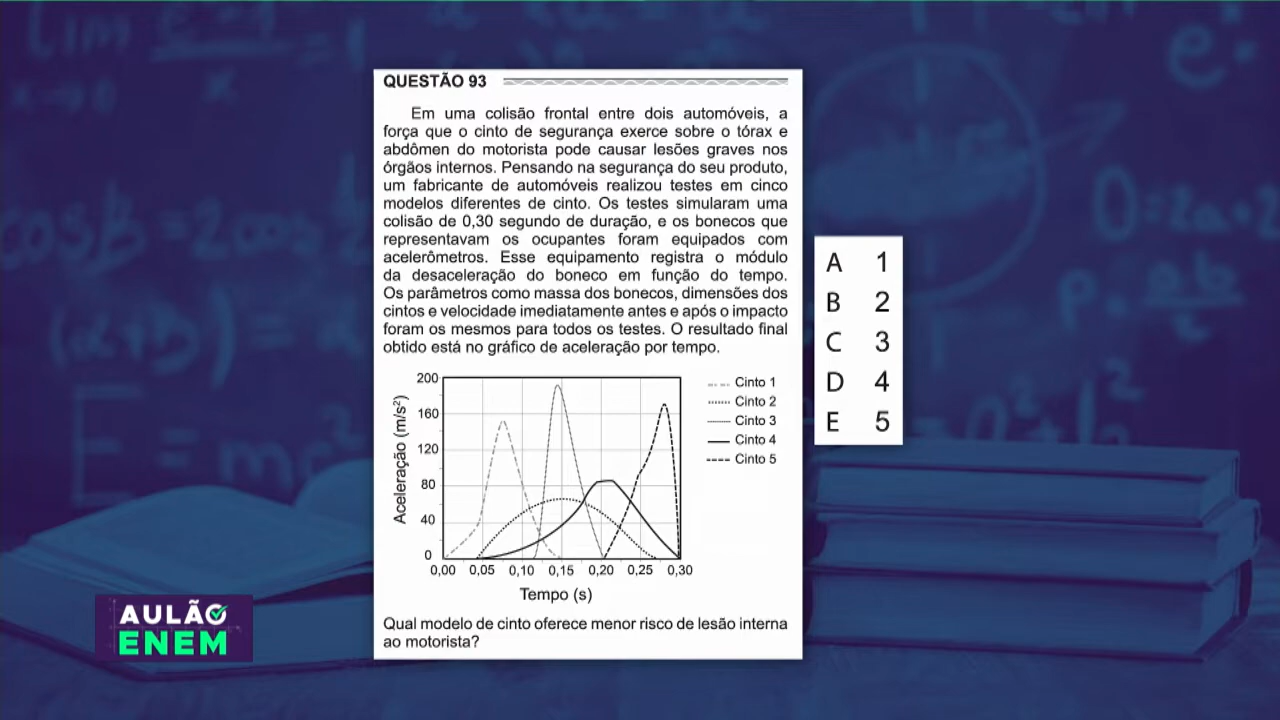 QUESTÃO 93
Em uma colisão frontal entre dois automóveis, a
força que o cinto de segurança exerce sobre o tórax e
abdômen do motorista pode causar lesões graves nos
órgãos internos. Pensando na segurança do seu produto,
um fabricante de automóveis realizou testes em cinco
modelos diferentes de cinto. Os testes simularam uma
colisão de 0,30 segundo de duração, e os bonecos que
representavam os ocupantes foram equipados com
acelerômetros. Esse equipamento registra o módulo
da desaceleração do boneco em função do tempo.
Os parâmetros como massa dos bonecos, dimensões dos
cintos e velocidade imediatamente antes e após o impacto
foram os mesmos para todos os testes. O resultado final
obtido está no gráfico de aceleração por tempo.
Aceleração (m/s²)
200
160
120
80
40
0
0,00 0,05 0,10 0,15 0,20 0,25 0,30
Tempo (s)
Cinto 1
Cinto 2
Cinto 3
Cinto 4
Cinto 5
Qual modelo de cinto oferece menor risco de lesão interna
ao motorista?
A 1
B 2
C 3
D 4
E 5
AULÃO
ENEM
E = mc²